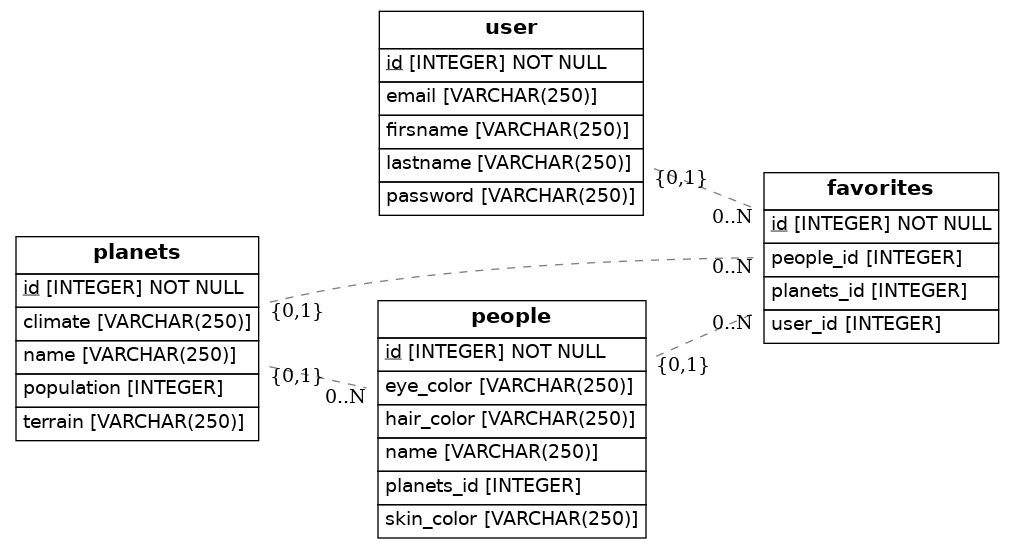 user
id [INTEGER] NOT NULL
email [VARCHAR(250)]
firsname [VARCHAR(250)]
lastname [VARCHAR(250)]
password [VARCHAR(250)]
{0,1}
0..N
favorites
id [INTEGER] NOT NULL
people_id [INTEGER]
planets_id [INTEGER]
user_id [INTEGER]
planets
id [INTEGER] NOT NULL
climate [VARCHAR(250)]
name [VARCHAR(250)]
population [INTEGER]
terrain [VARCHAR(250)]
{0,1}
0..N
{0,1}
0..N
people
id [INTEGER] NOT NULL
eye_color [VARCHAR(250)]
hair_color [VARCHAR(250)]
name [VARCHAR(250)]
planets_id [INTEGER]
skin_color [VARCHAR(250)]
{0,1}
0..N